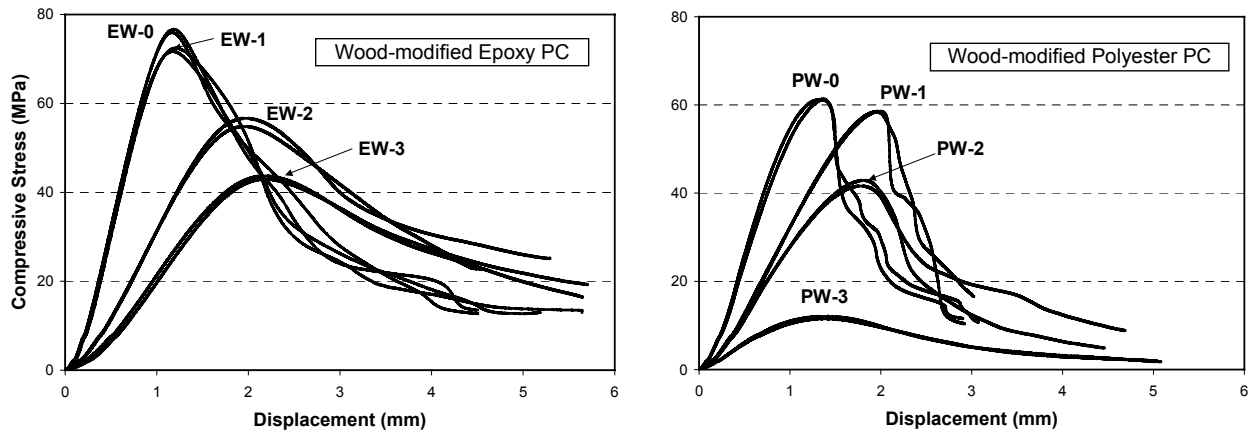 80
60
40
20
0
Compressive Stress (MPa)
EW-0
EW-1
Wood-modified Epoxy PC
EW-2
EW-3
0 1 2 3 4 5 6
Displacement (mm)
80
60
40
20
0
Wood-modified Polyester PC
PW-0
PW-1
PW-2
PW-3
0 1 2 3 4 5 6
Displacement (mm)